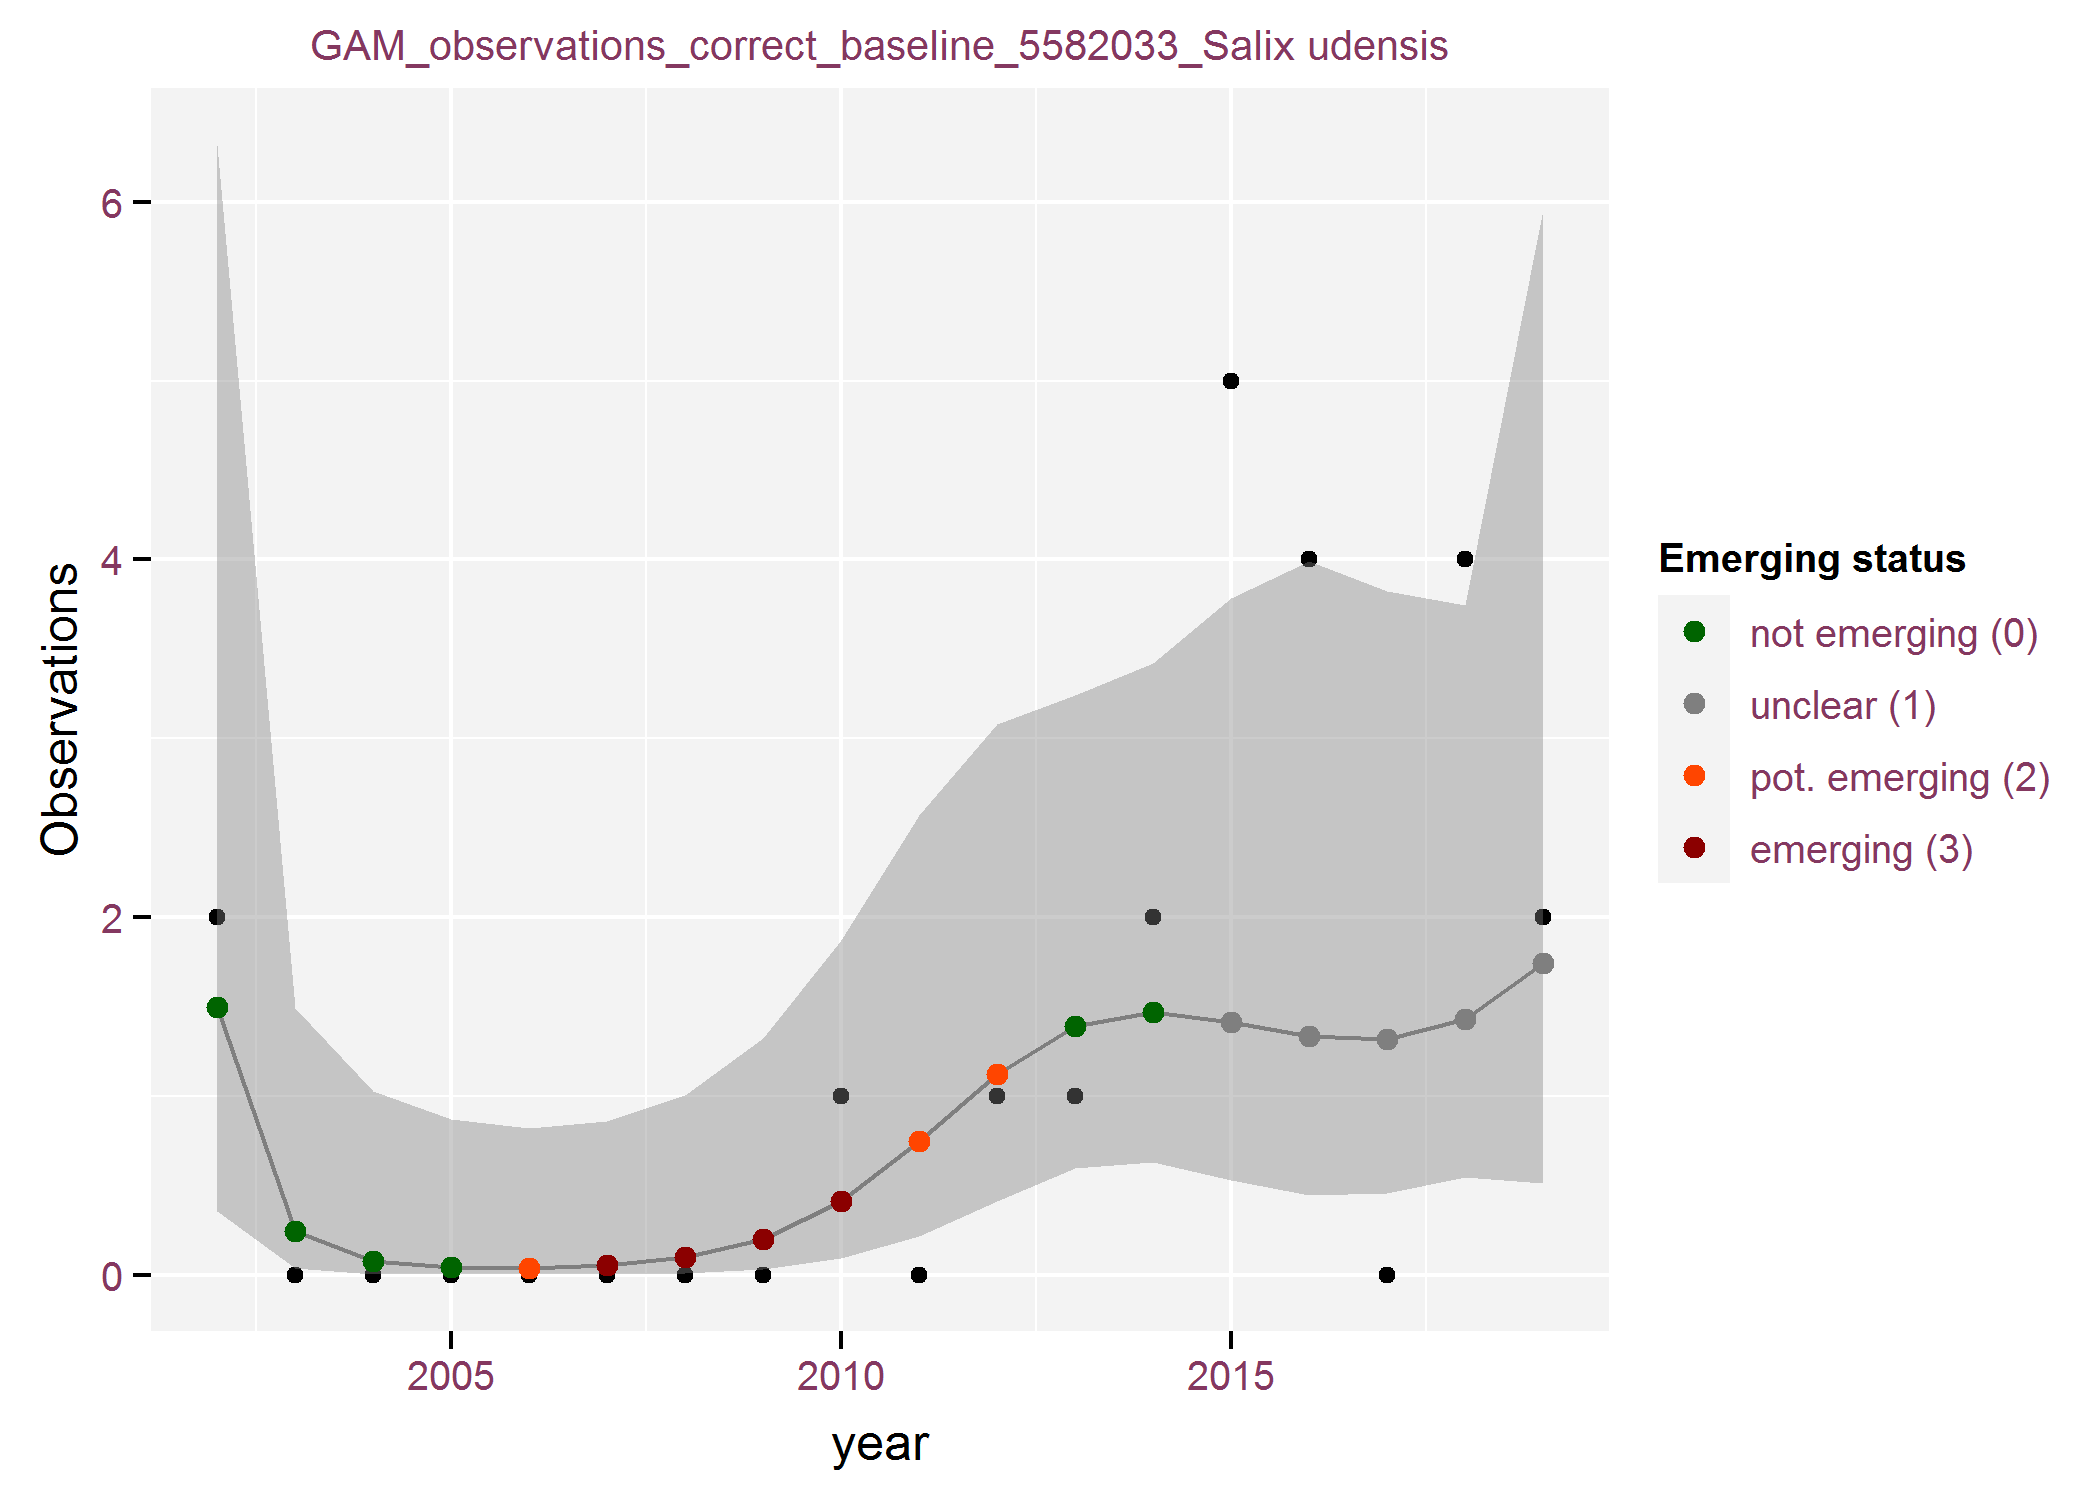 GAM_observations_correct_baseline_5582033_Salix udensis
6
4
2
0
Observations
2005 2010 2015
year
Emerging status
not emerging (0)
unclear (1)
pot. emerging (2)
emerging (3)